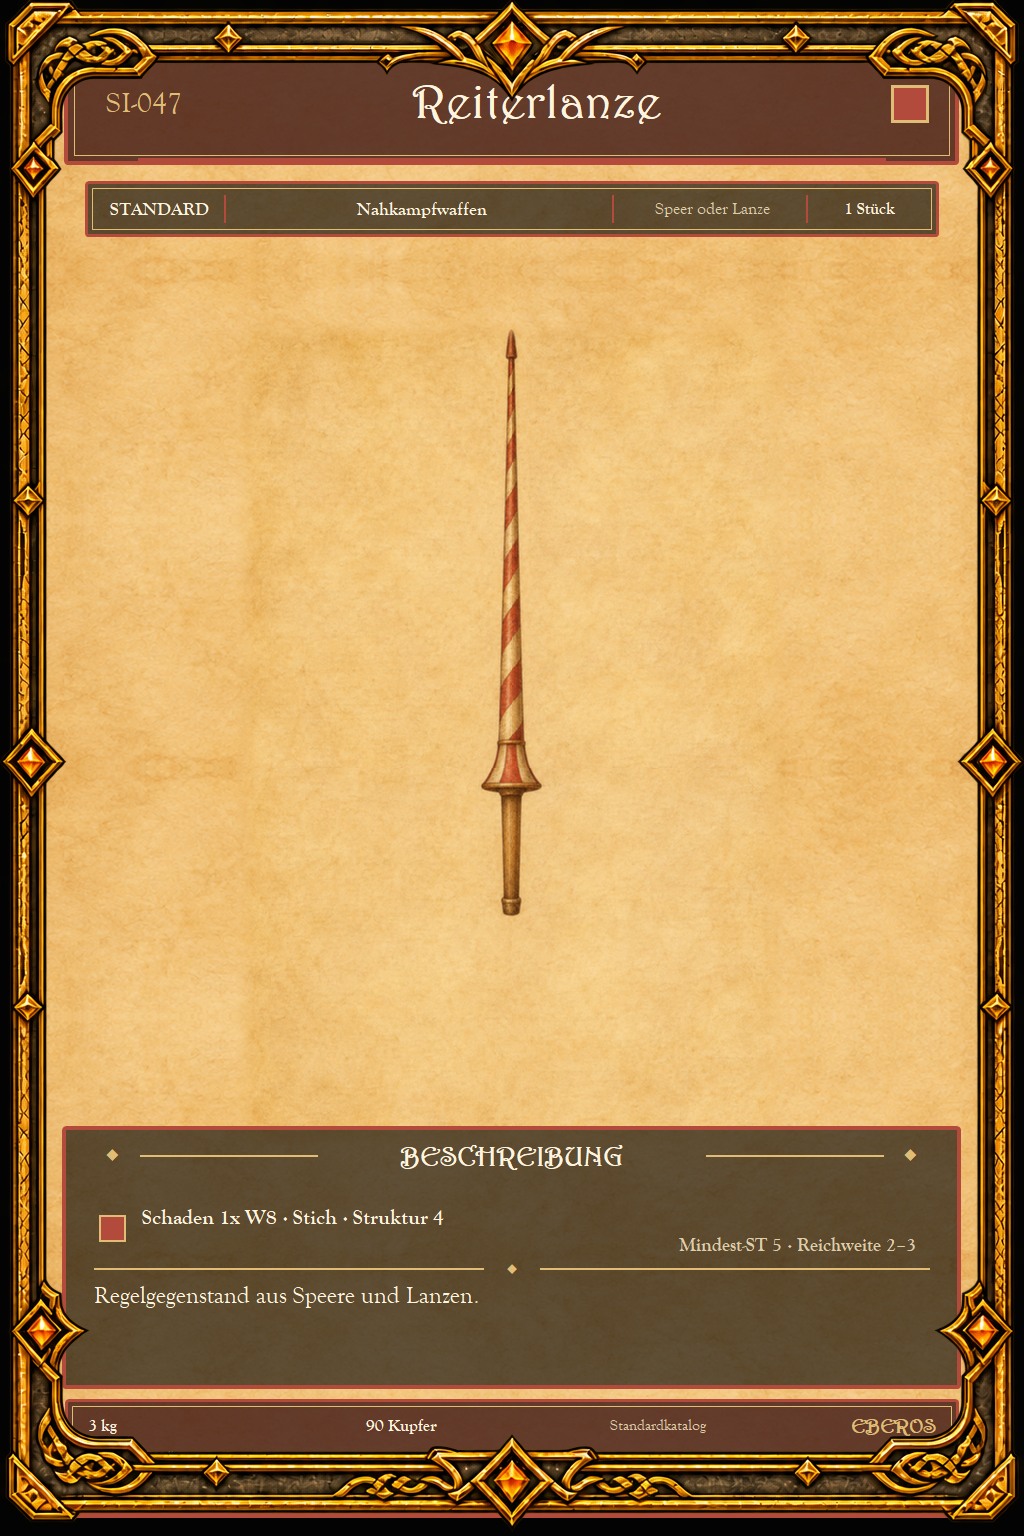 SI-047
Reiterlanze
STANDARD
Nahkampfwaffen
Speer oder Lanze
1 Stück
BESCHREIBUNG
Schaden 1x W8 · Stich · Struktur 4
Mindest-ST 5 · Reichweite 2–3
Regelgegenstand aus Speere und Lanzen.
3 kg
90 Kupfer
Standardkatalog
EBEROS